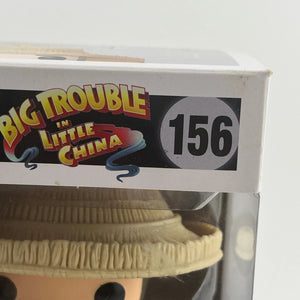 BIG TROUBLE
IN
LITTLE
CHINA
156